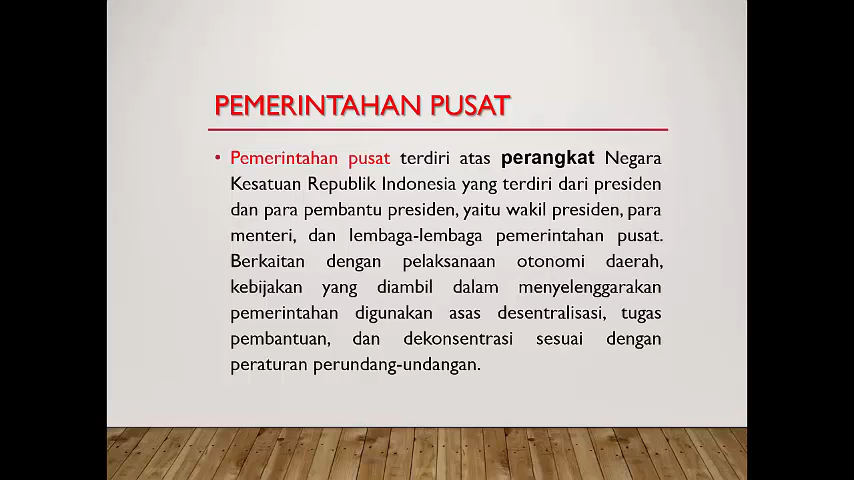 PEMERINTAHAN PUSAT
• Pemerintahan pusat terdiri atas perangkat Negara
Kesatuan Republik Indonesia yang terdiri dari presiden
dan para pembantu presiden, yaitu wakil presiden, para
menteri, dan lembaga-lembaga pemerintahan pusat.
Berkaitan dengan pelaksanaan otonomi daerah,
kebijakan yang diambil dalam menyelenggarakan
pemerintahan digunakan asas desentralisasi, tugas
pembantuan, dan dekonsentrasi sesuai dengan
peraturan perundang-undangan.